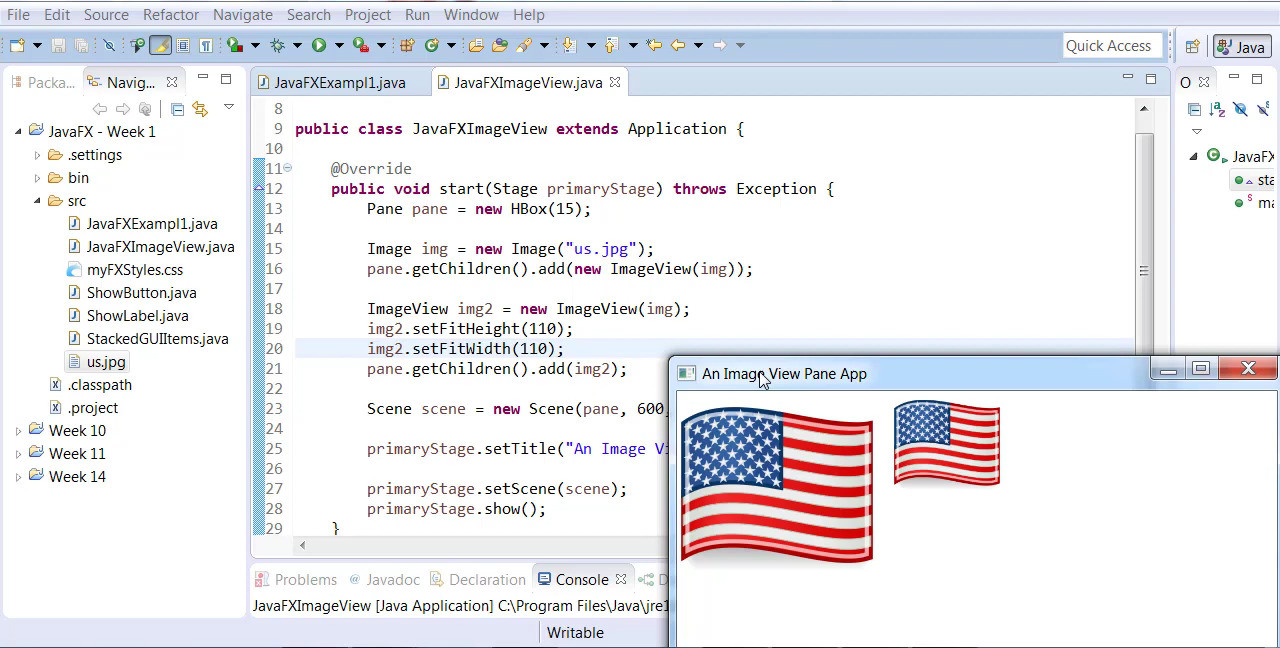 File Edit Source Refactor Navigate Search Project Run Window Help
Quick Access Java
Packa... Navig...
JavaFX - Week 1
.settings
bin
src
JavaFXExampl1.java
JavaFXImageView.java
myFXStyles.css
ShowButton.java
ShowLabel.java
StackedGUIItems.java
us.jpg
.classpath
.project
Week 10
Week 11
Week 14
JavaFXExampl1.java JavaFXImageView.java
8
9 public class JavaFXImageView extends Application {
10
11 @Override
12 public void start(Stage primaryStage) throws Exception {
13 Pane pane = new HBox(15);
14
15 Image img = new Image("us.jpg");
16 pane.getChildren().add(new ImageView(img));
17
18 ImageView img2 = new ImageView(img);
19 img2.setFitHeight(110);
20 img2.setFitWidth(110);
21 pane.getChildren().add(img2);
22
23 Scene scene = new Scene(pane, 600,
24
25 primaryStage.setTitle("An Image Vi
26
27 primaryStage.setScene(scene);
28 primaryStage.show();
29 }
O
JavaFX
sta
ma
An Image View Pane App
Problems @ Javadoc Declaration Console D
JavaFXImageView [Java Application] C:\Program Files\Java\jre1
Writable